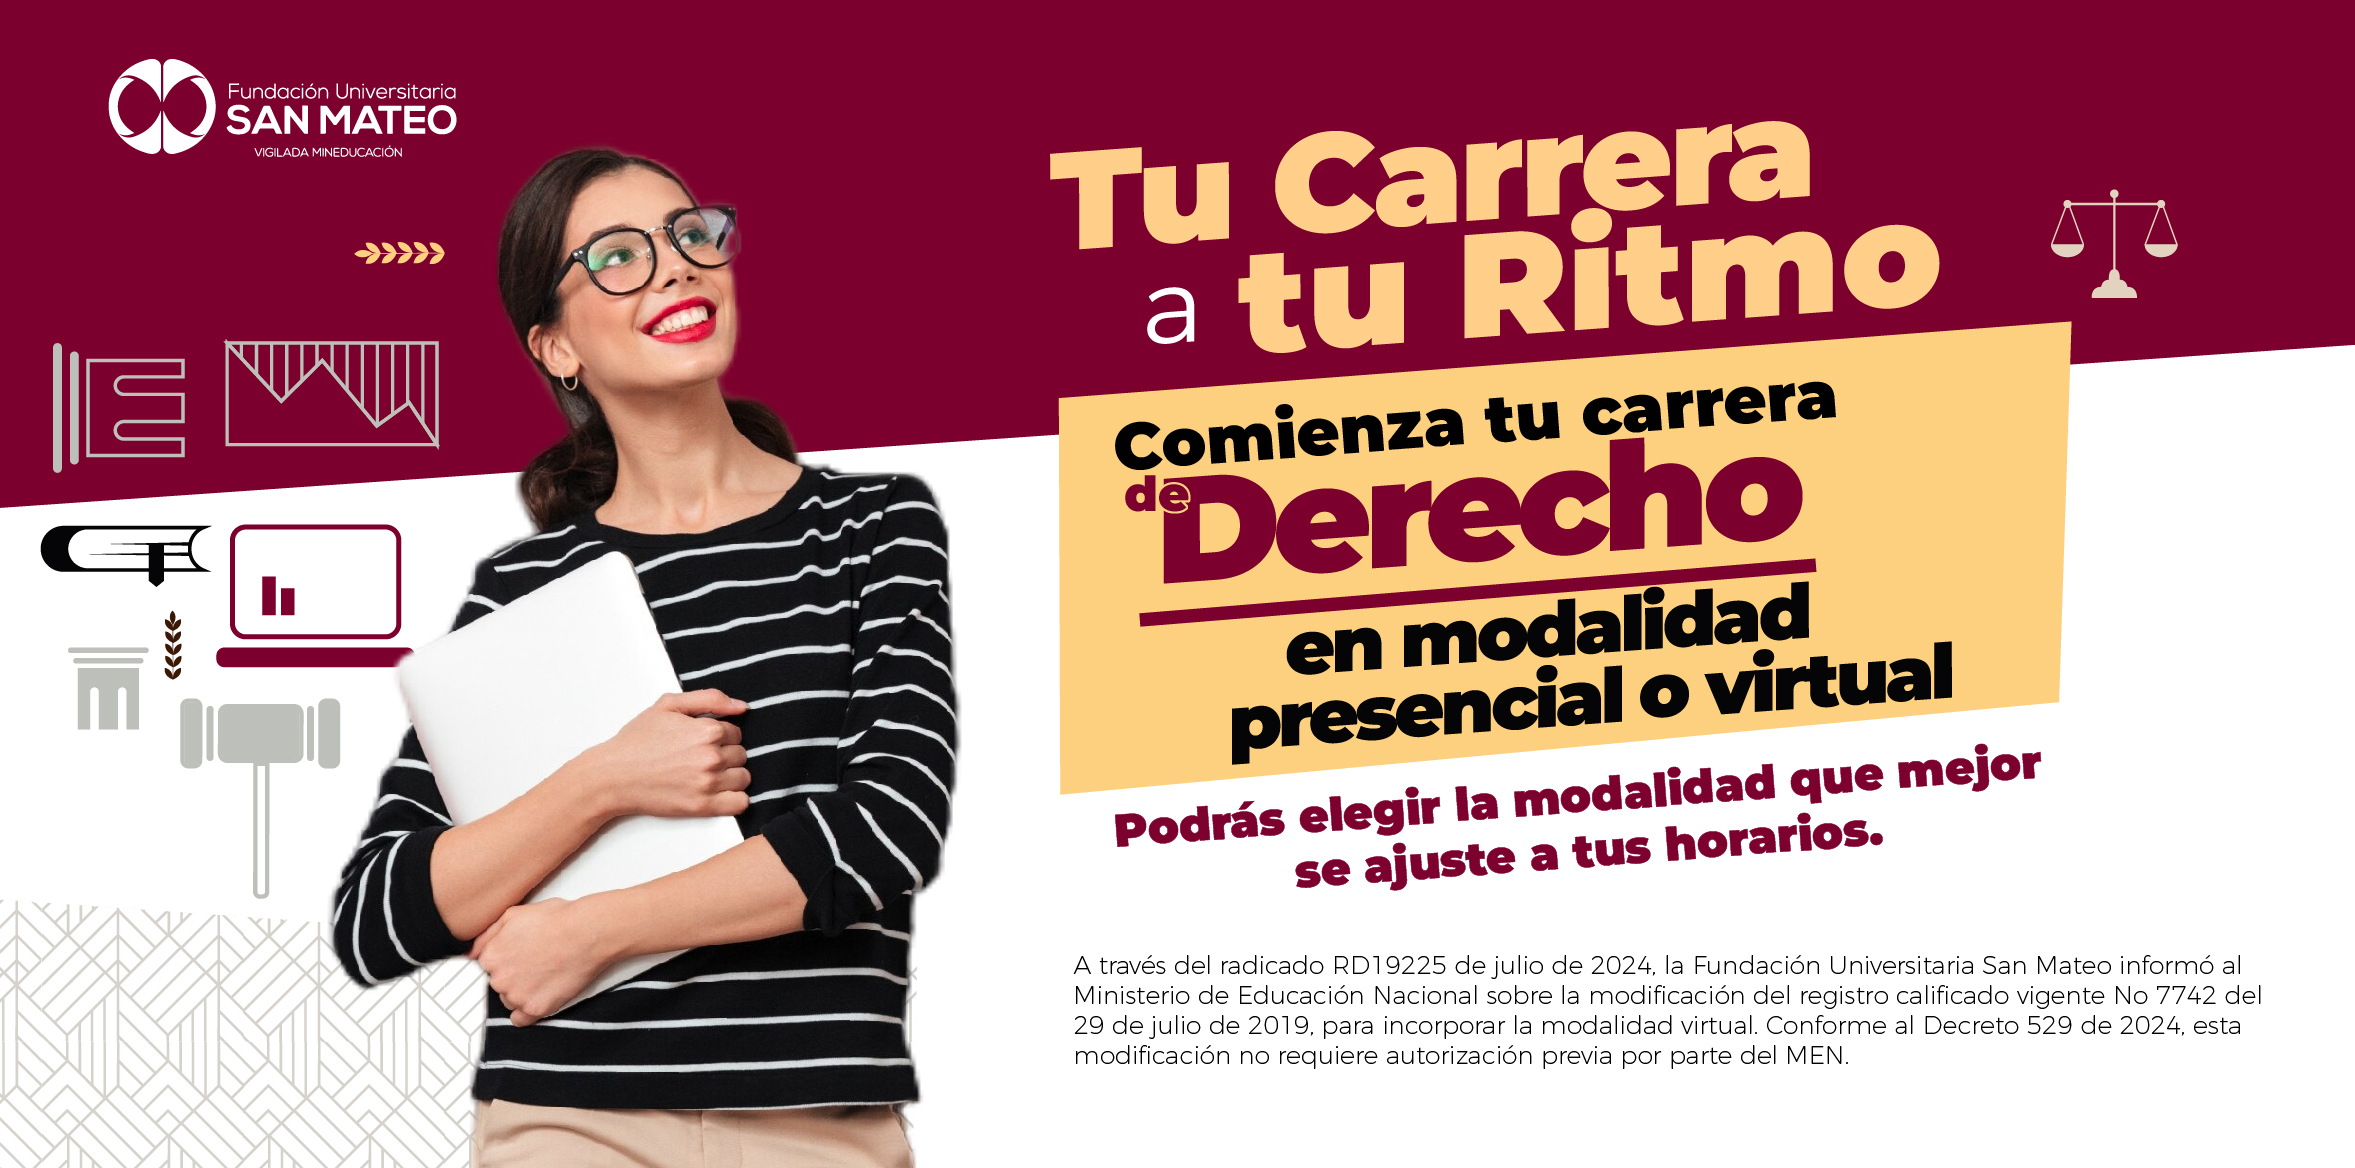 Fundación Universitaria
SAN MATEO
VIGILADA MINEDUCACIÓN
Tu Carrera
a tu Ritmo
Comienza tu carrera
de Derecho
en modalidad
presencial o virtual
Podrás elegir la modalidad que mejor
se ajuste a tus horarios.
A través del radicado RD19225 de julio de 2024, la Fundación Universitaria San Mateo informó al
Ministerio de Educación Nacional sobre la modificación del registro calificado vigente No 7742 del
29 de julio de 2019, para incorporar la modalidad virtual. Conforme al Decreto 529 de 2024, esta
modificación no requiere autorización previa por parte del MEN.